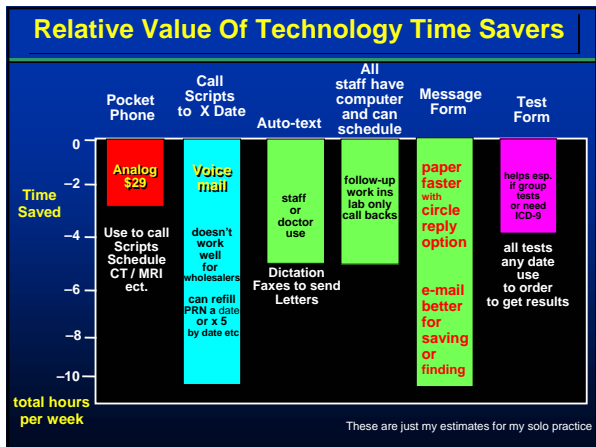 Relative Value Of Technology Time Savers
Pocket
Phone
Call
Scripts
to X Date
Auto-text
All
staff have
computer
and can
schedule
Message
Form
Test
Form
0
–2
–4
–6
–8
–10
Time
Saved
total hours
per week
Analog
$29
Use to call
Scripts
Schedule
CT / MRI
ect.
Voice
mail
doesn't
work
well
for
wholesalers
can refill
PRN a date
or x 5
by date etc
staff
or
doctor
use
Dictation
Faxes to send
Letters
follow-up
work ins
lab only
call backs
paper
faster
with
circle
reply
option
e-mail
better
for
saving
or
finding
helps esp.
if group
tests
or need
ICD-9
all tests
any date
use
to order
to get results
These are just my estimates for my solo practice